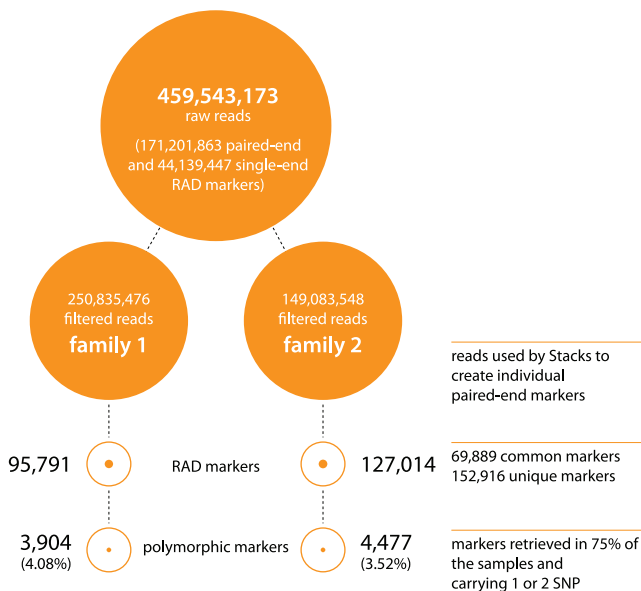 459,543,173
raw reads
(171,201,863 paired-end
and 44,139,447 single-end
RAD markers)
250,835,476
filtered reads
family 1
149,083,548
filtered reads
family 2
reads used by Stacks to
create individual
paired-end markers
95,791
RAD markers
127,014
69,889 common markers
152,916 unique markers
3,904
(4.08%)
polymorphic markers
4,477
(3.52%)
markers retrieved in 75% of
the samples and
carrying 1 or 2 SNP